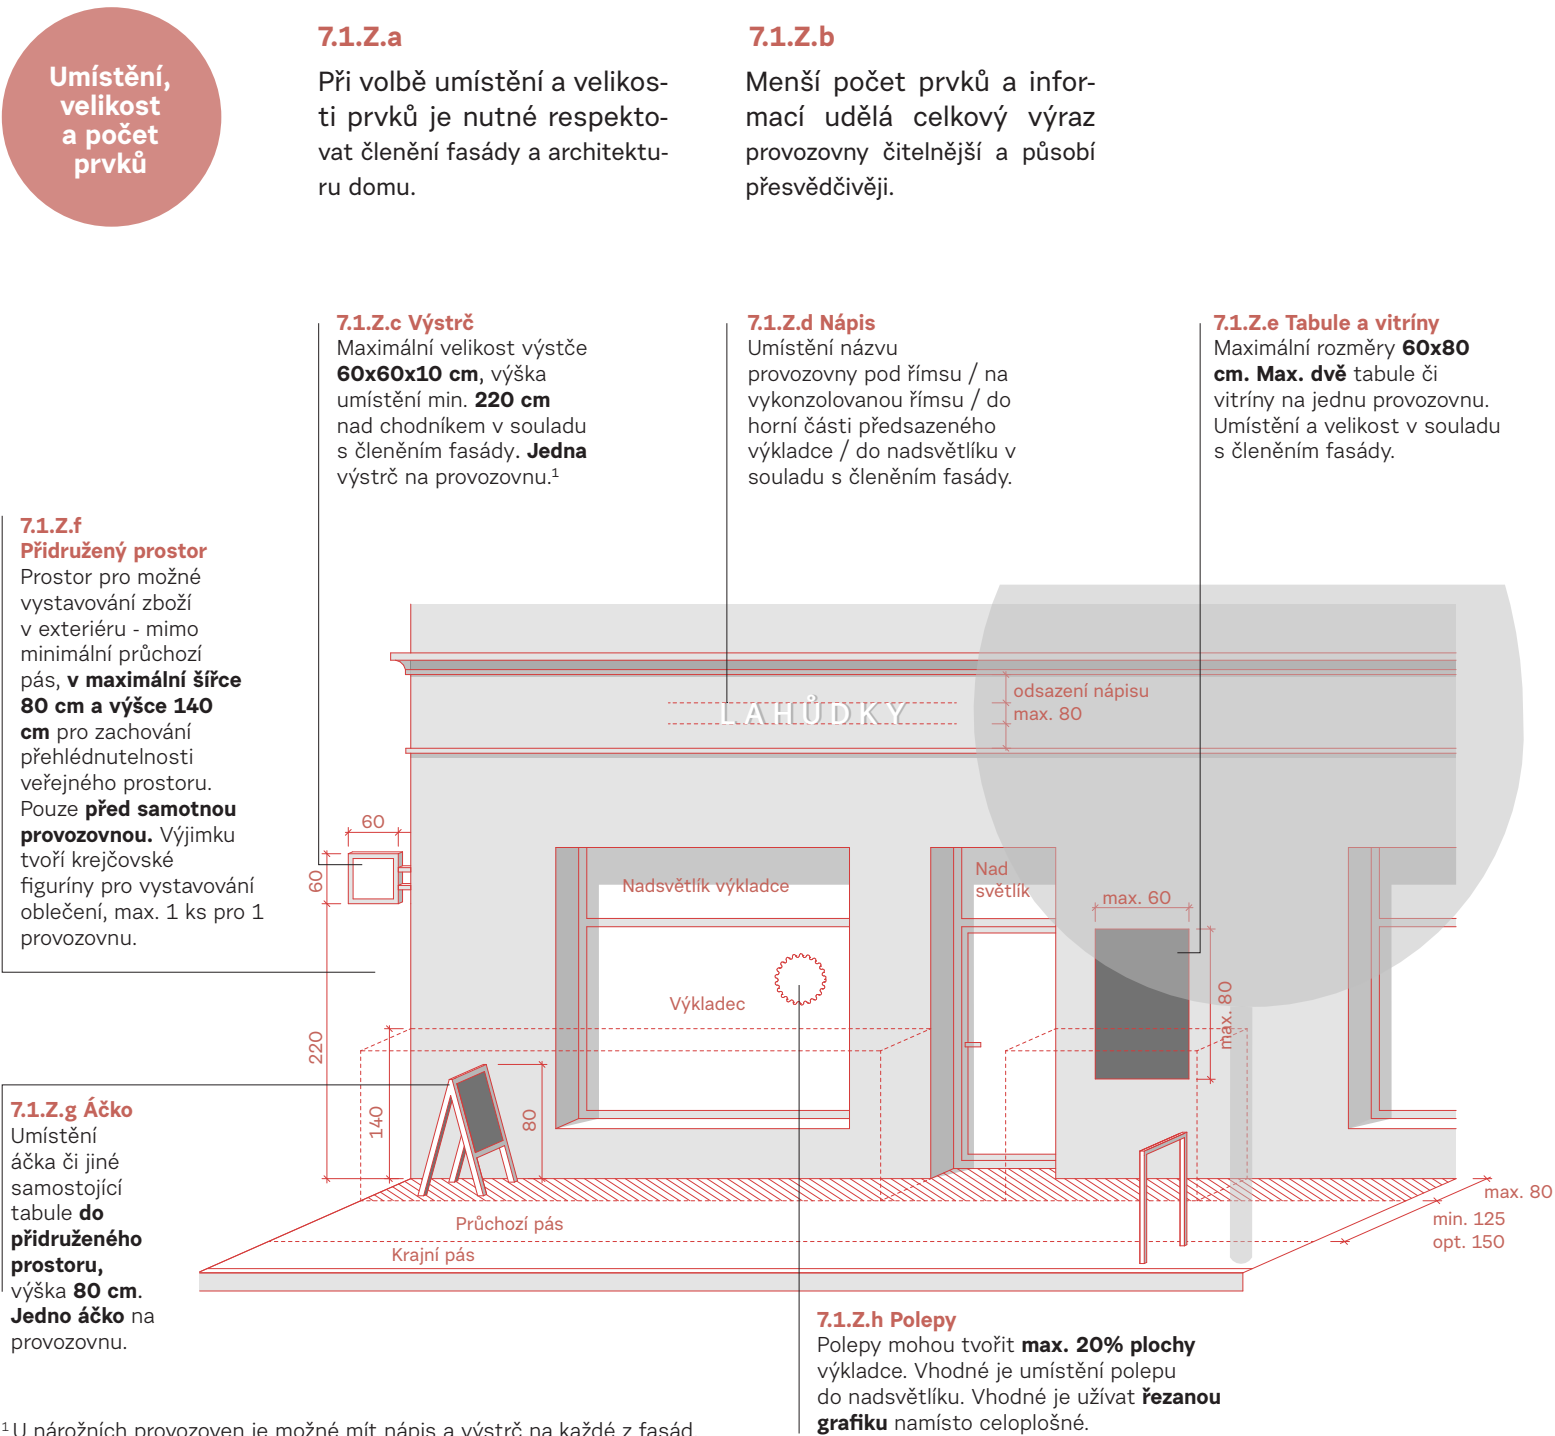 Umístění,
velikost
a počet
prvků
7.1.Z.a
Při volbě umístění a velikos-
ti prvků je nutné respekto-
vat členění fasády a architektu-
ru domu.
7.1.Z.b
Menší počet prvků a infor-
mací udělá celkový výraz
provozovny čitelnější a působí
přesvědčivěji.
7.1.Z.c Výstrč
Maximální velikost výstče
60x60x10 cm, výška
umístění min. 220 cm
nad chodníkem v souladu
s členěním fasády. Jedna
výstrč na provozovnu.¹
7.1.Z.d Nápis
Umístění názvu
provozovny pod římsu / na
vykonzolovanou římsu / do
horní části předsazeného
výkladce / do nadsvětlíku v
souladu s členěním fasády.
7.1.Z.e Tabule a vitríny
Maximální rozměry 60x80
cm. Max. dvě tabule či
vitríny na jednu provozovnu.
Umístění a velikost v souladu
s členěním fasády.
7.1.Z.f
Přidružený prostor
Prostor pro možné
vystavování zboží
v exteriéru - mimo
minimální průchozí
pás, v maximální šířce
80 cm a výšce 140
cm pro zachování
přehlédnutelnosti
veřejného prostoru.
Pouze před samotnou
provozovnou. Výjimku
tvoří krejčovské
figuríny pro vystavování
oblečení, max. 1 ks pro 1
provozovnu.
LAHŮDKY
odsazení nápisu
max. 80
60
60
220
140
80
Nadsvětlík výkladce
Výkladec
Nad
světlík
max. 60
max. 80
Průchozí pás
Krajní pás
max. 80
min. 125
opt. 150
7.1.Z.g Áčko
Umístění
áčka či jiné
samostojící
tabule do
přidruženého
prostoru,
výška 80 cm.
Jedno áčko na
provozovnu.
7.1.Z.h Polepy
Polepy mohou tvořit max. 20% plochy
výkladce. Vhodné je umístění polepu
do nadsvětlíku. Vhodné je užívat řezanou
grafiku namísto celoplošné.
¹ U nárožních provozoven je možné mít nápis a výstrč na každé z fasád